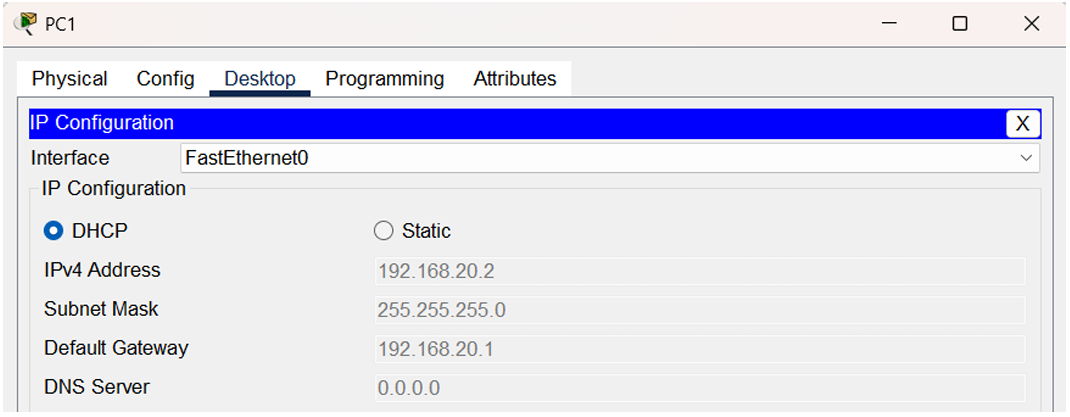 PC1
Physical Config Desktop Programming Attributes
IP Configuration X
Interface FastEthernet0
IP Configuration
DHCP Static
IPv4 Address 192.168.20.2
Subnet Mask 255.255.255.0
Default Gateway 192.168.20.1
DNS Server 0.0.0.0